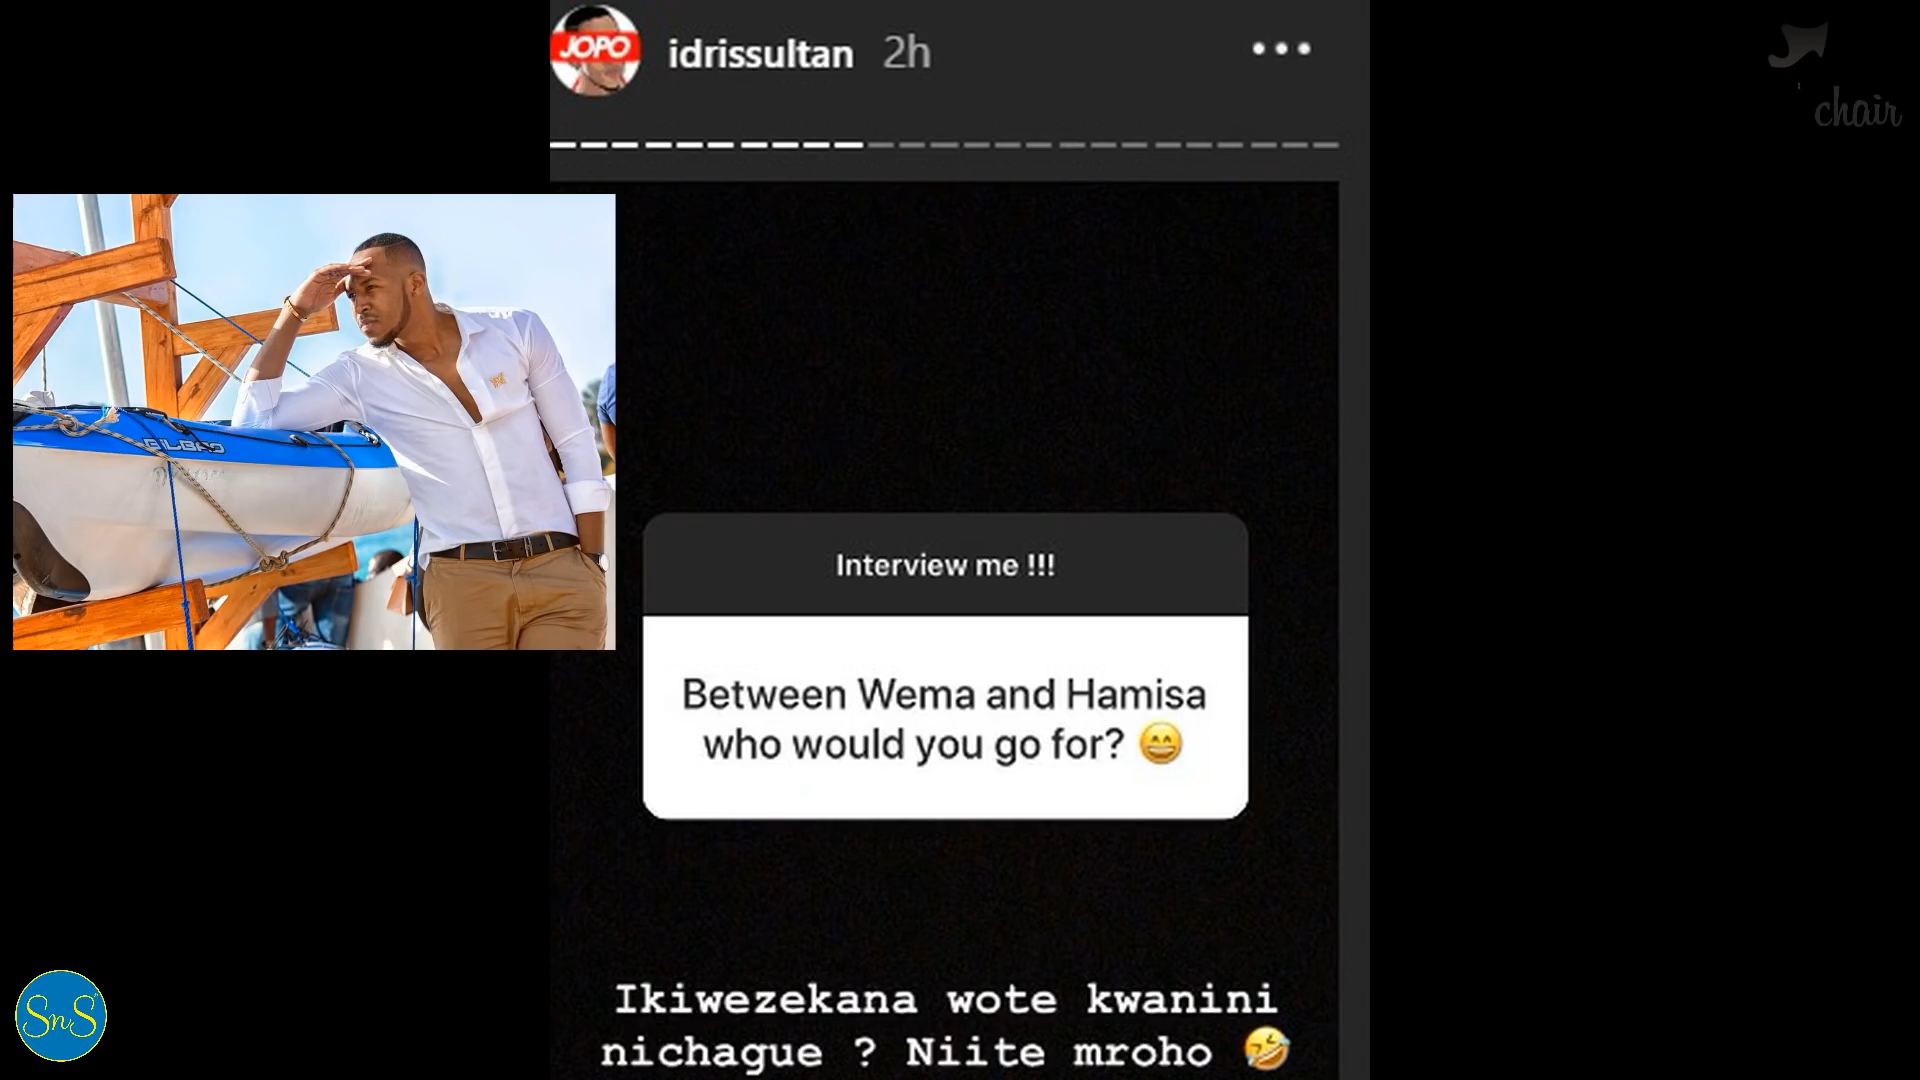 JOPO
idrissultan 2h
chair
BILBAO
Interview me !!!
Between Wema and Hamisa
who would you go for? 😄
Ikiwezekana wote kwanini
nichague ? Niite mroho 🤣
SnS